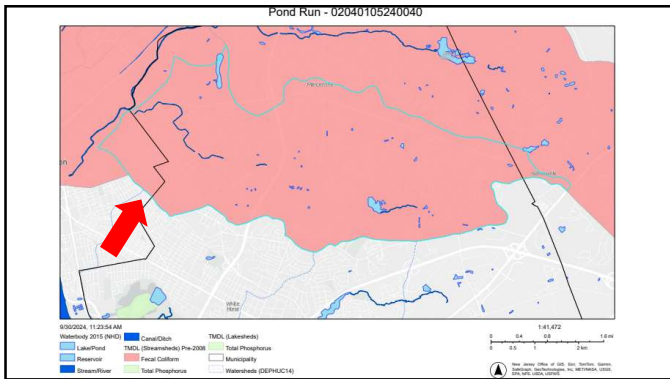 Pond Run - 02040105240040
Mercerville
on
White
Horse
9/30/2024, 11:23:54 AM
1:41,472
Waterbody 2015 (NHD)
Lake/Pond
Reservoir
Stream/River
Canal/Ditch
TMDL (Streamsheds) Pre-2008
Fecal Coliform
Total Phosphorus
TMDL (Lakesheds)
Total Phosphorus
Municipality
Watersheds (DEPHUC14)
0 0.4 0.8 1.6 mi
0 0.5 1 2 km
New Jersey Office of GIS, Esri, TomTom, Garmin,
SafeGraph, GeoTechnologies, Inc, METI/NASA, USGS,
EPA, NPS, USDA, USFWS